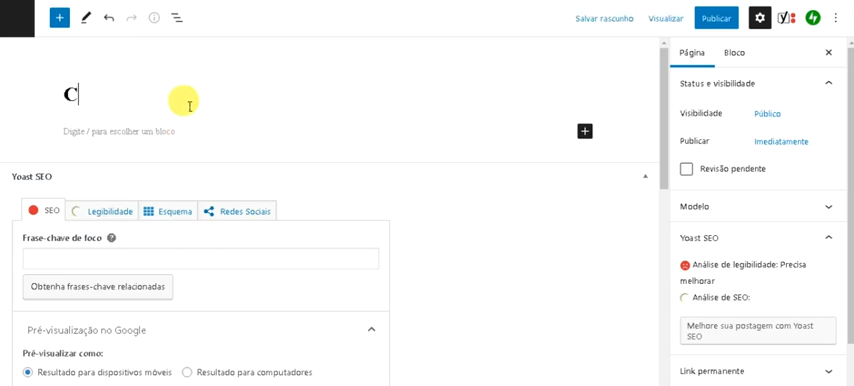 Salvar rascunho Visualizar Publicar
C
Digite / para escolher um bloco
Yoast SEO
SEO Legibilidade Esquema Redes Sociais
Frase-chave de foco
Obtenha frases-chave relacionadas
Pré-visualização no Google
Pré-visualizar como:
Resultado para dispositivos móveis Resultado para computadores
Página Bloco
Status e visibilidade
Visibilidade Público
Publicar Imediatamente
Revisão pendente
Modelo
Yoast SEO
Análise de legibilidade: Precisa
melhorar
Análise de SEO:
Melhore sua postagem com Yoast
SEO
Link permanente